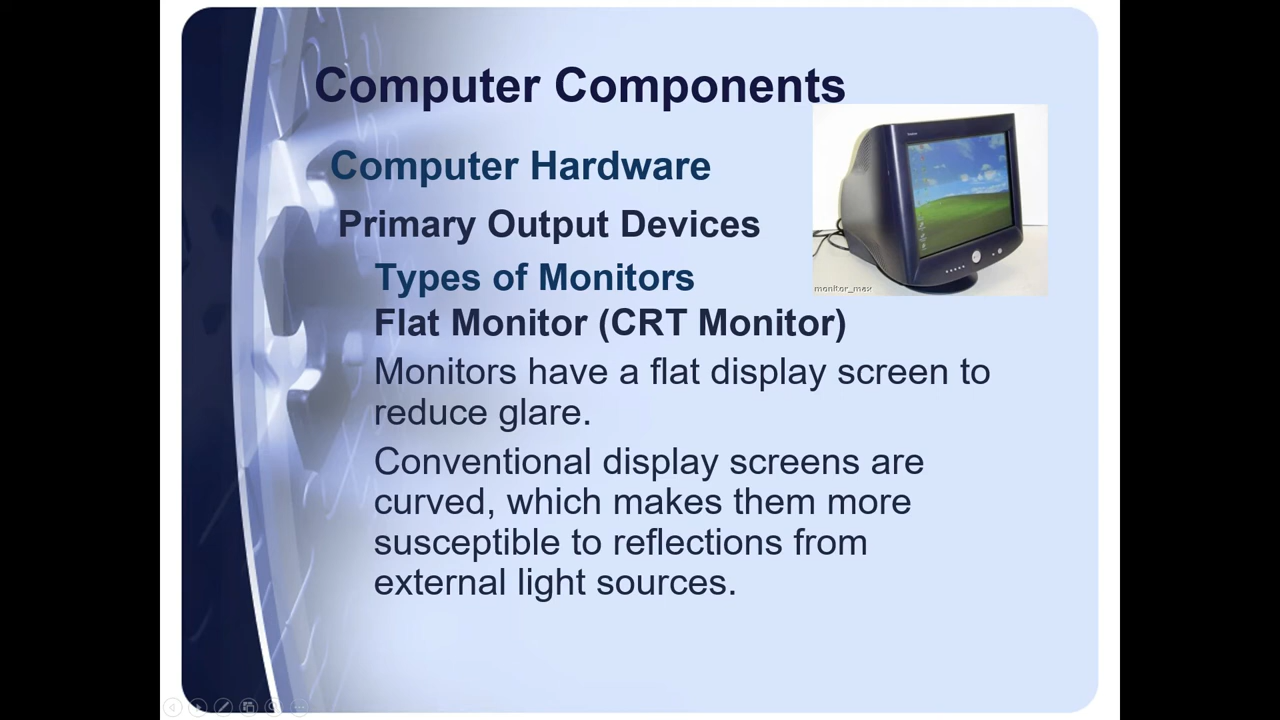 Computer Components
Computer Hardware
Primary Output Devices
Types of Monitors
Flat Monitor (CRT Monitor)
Monitors have a flat display screen to
reduce glare.
Conventional display screens are
curved, which makes them more
susceptible to reflections from
external light sources.
monitor_max